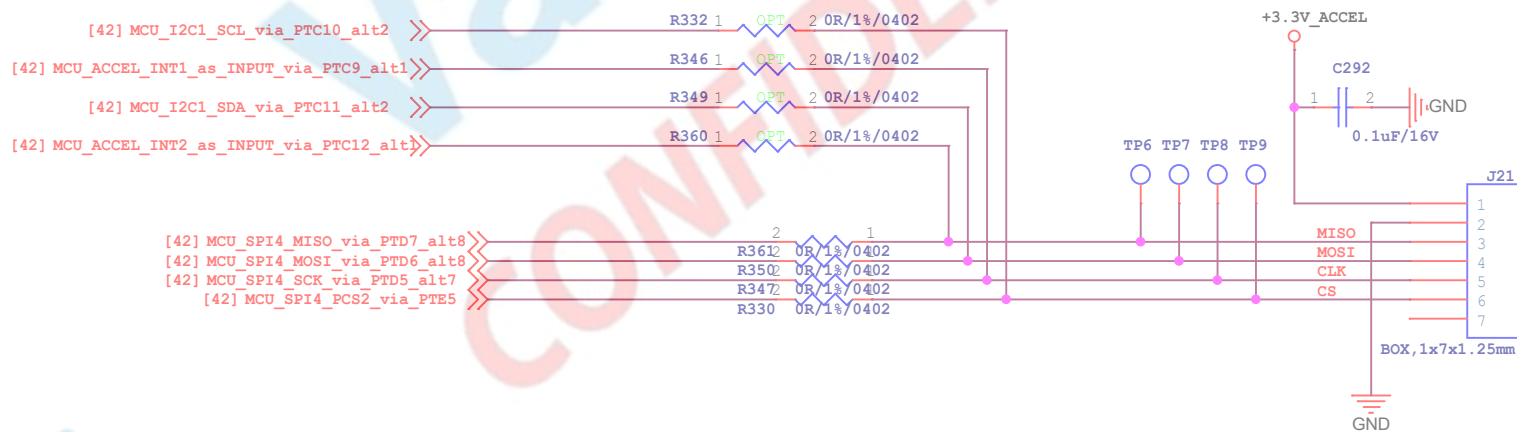 +3.3V_ACCEL
[42] MCU_I2C1_SCL_via_PTC10_alt2 R332 1 OPT 2 0R/1%/0402
[42] MCU_ACCEL_INT1_as_INPUT_via_PTC9_alt1 R346 1 OPT 2 0R/1%/0402
C292
[42] MCU_I2C1_SDA_via_PTC11_alt2 R349 1 OPT 2 0R/1%/0402
1 2 GND
0.1uF/16V
[42] MCU_ACCEL_INT2_as_INPUT_via_PTC12_alt1 R360 1 OPT 2 0R/1%/0402
TP6 TP7 TP8 TP9
J21
1
2
[42] MCU_SPI4_MISO_via_PTD7_alt8 2 1 MISO 3
R361 0R/1%/0402
[42] MCU_SPI4_MOSI_via_PTD6_alt8 2 MOSI 4
R350 0R/1%/0402
[42] MCU_SPI4_SCK_via_PTD5_alt7 2 CLK 5
R347 0R/1%/0402
[42] MCU_SPI4_PCS2_via_PTE5 2 CS 6
R330 0R/1%/0402
7
BOX,1x7x1.25mm
GND
CONFIDE